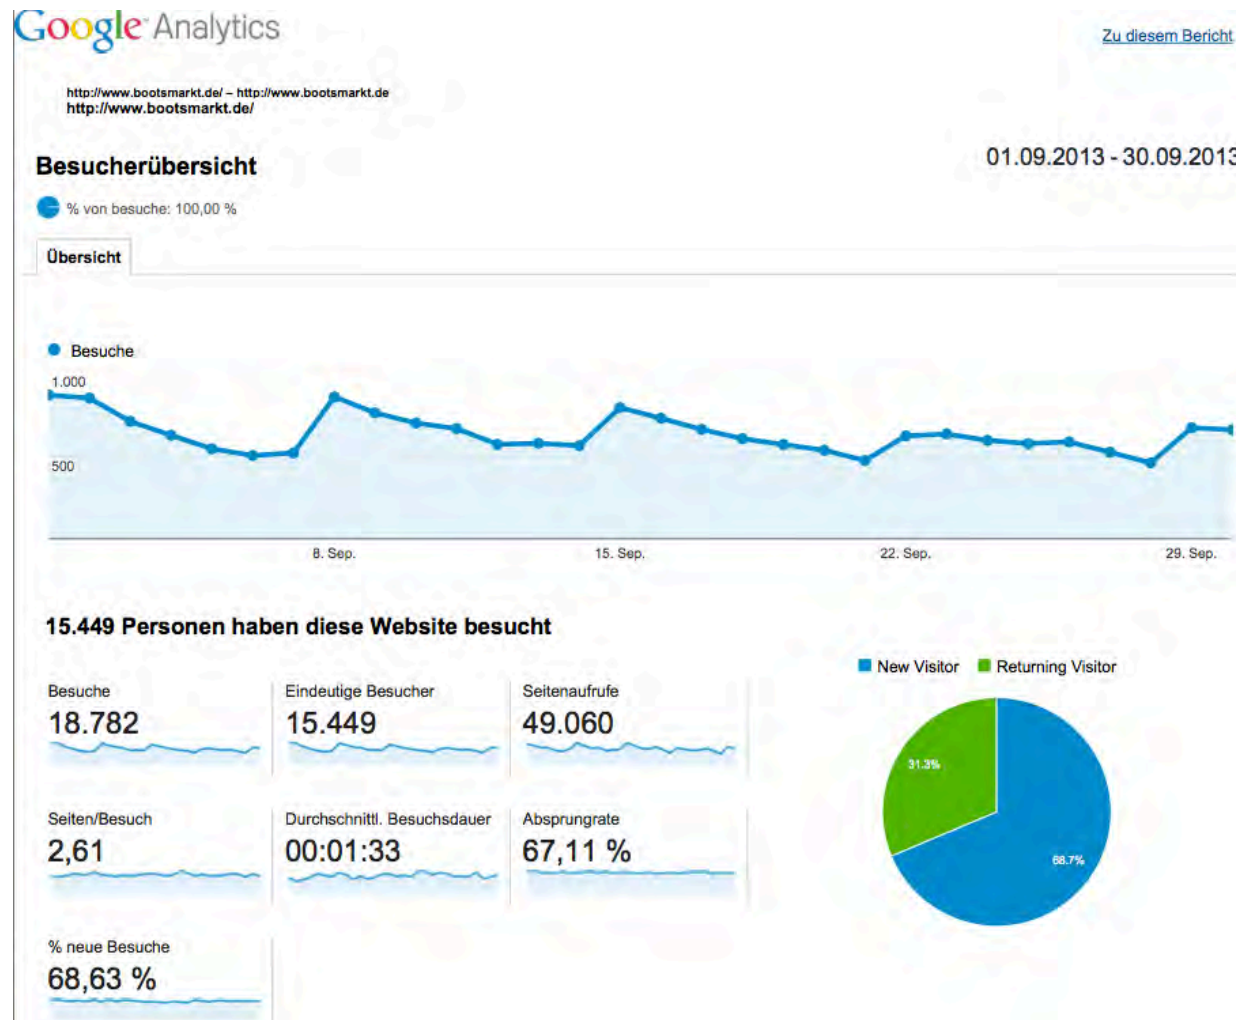 Google Analytics
Zu diesem Bericht
http://www.bootsmarkt.de/ – http://www.bootsmarkt.de
http://www.bootsmarkt.de/
Besucherübersicht
01.09.2013 - 30.09.2013
% von besuche: 100,00 %
Übersicht
Besuche
1.000
500
8. Sep.
15. Sep.
22. Sep.
29. Sep.
15.449 Personen haben diese Website besucht
New Visitor
Returning Visitor
Besuche
18.782
Eindeutige Besucher
15.449
Seitenaufrufe
49.060
31.3%
68.7%
Seiten/Besuch
2,61
Durchschnittl. Besuchsdauer
00:01:33
Absprungrate
67,11 %
% neue Besuche
68,63 %